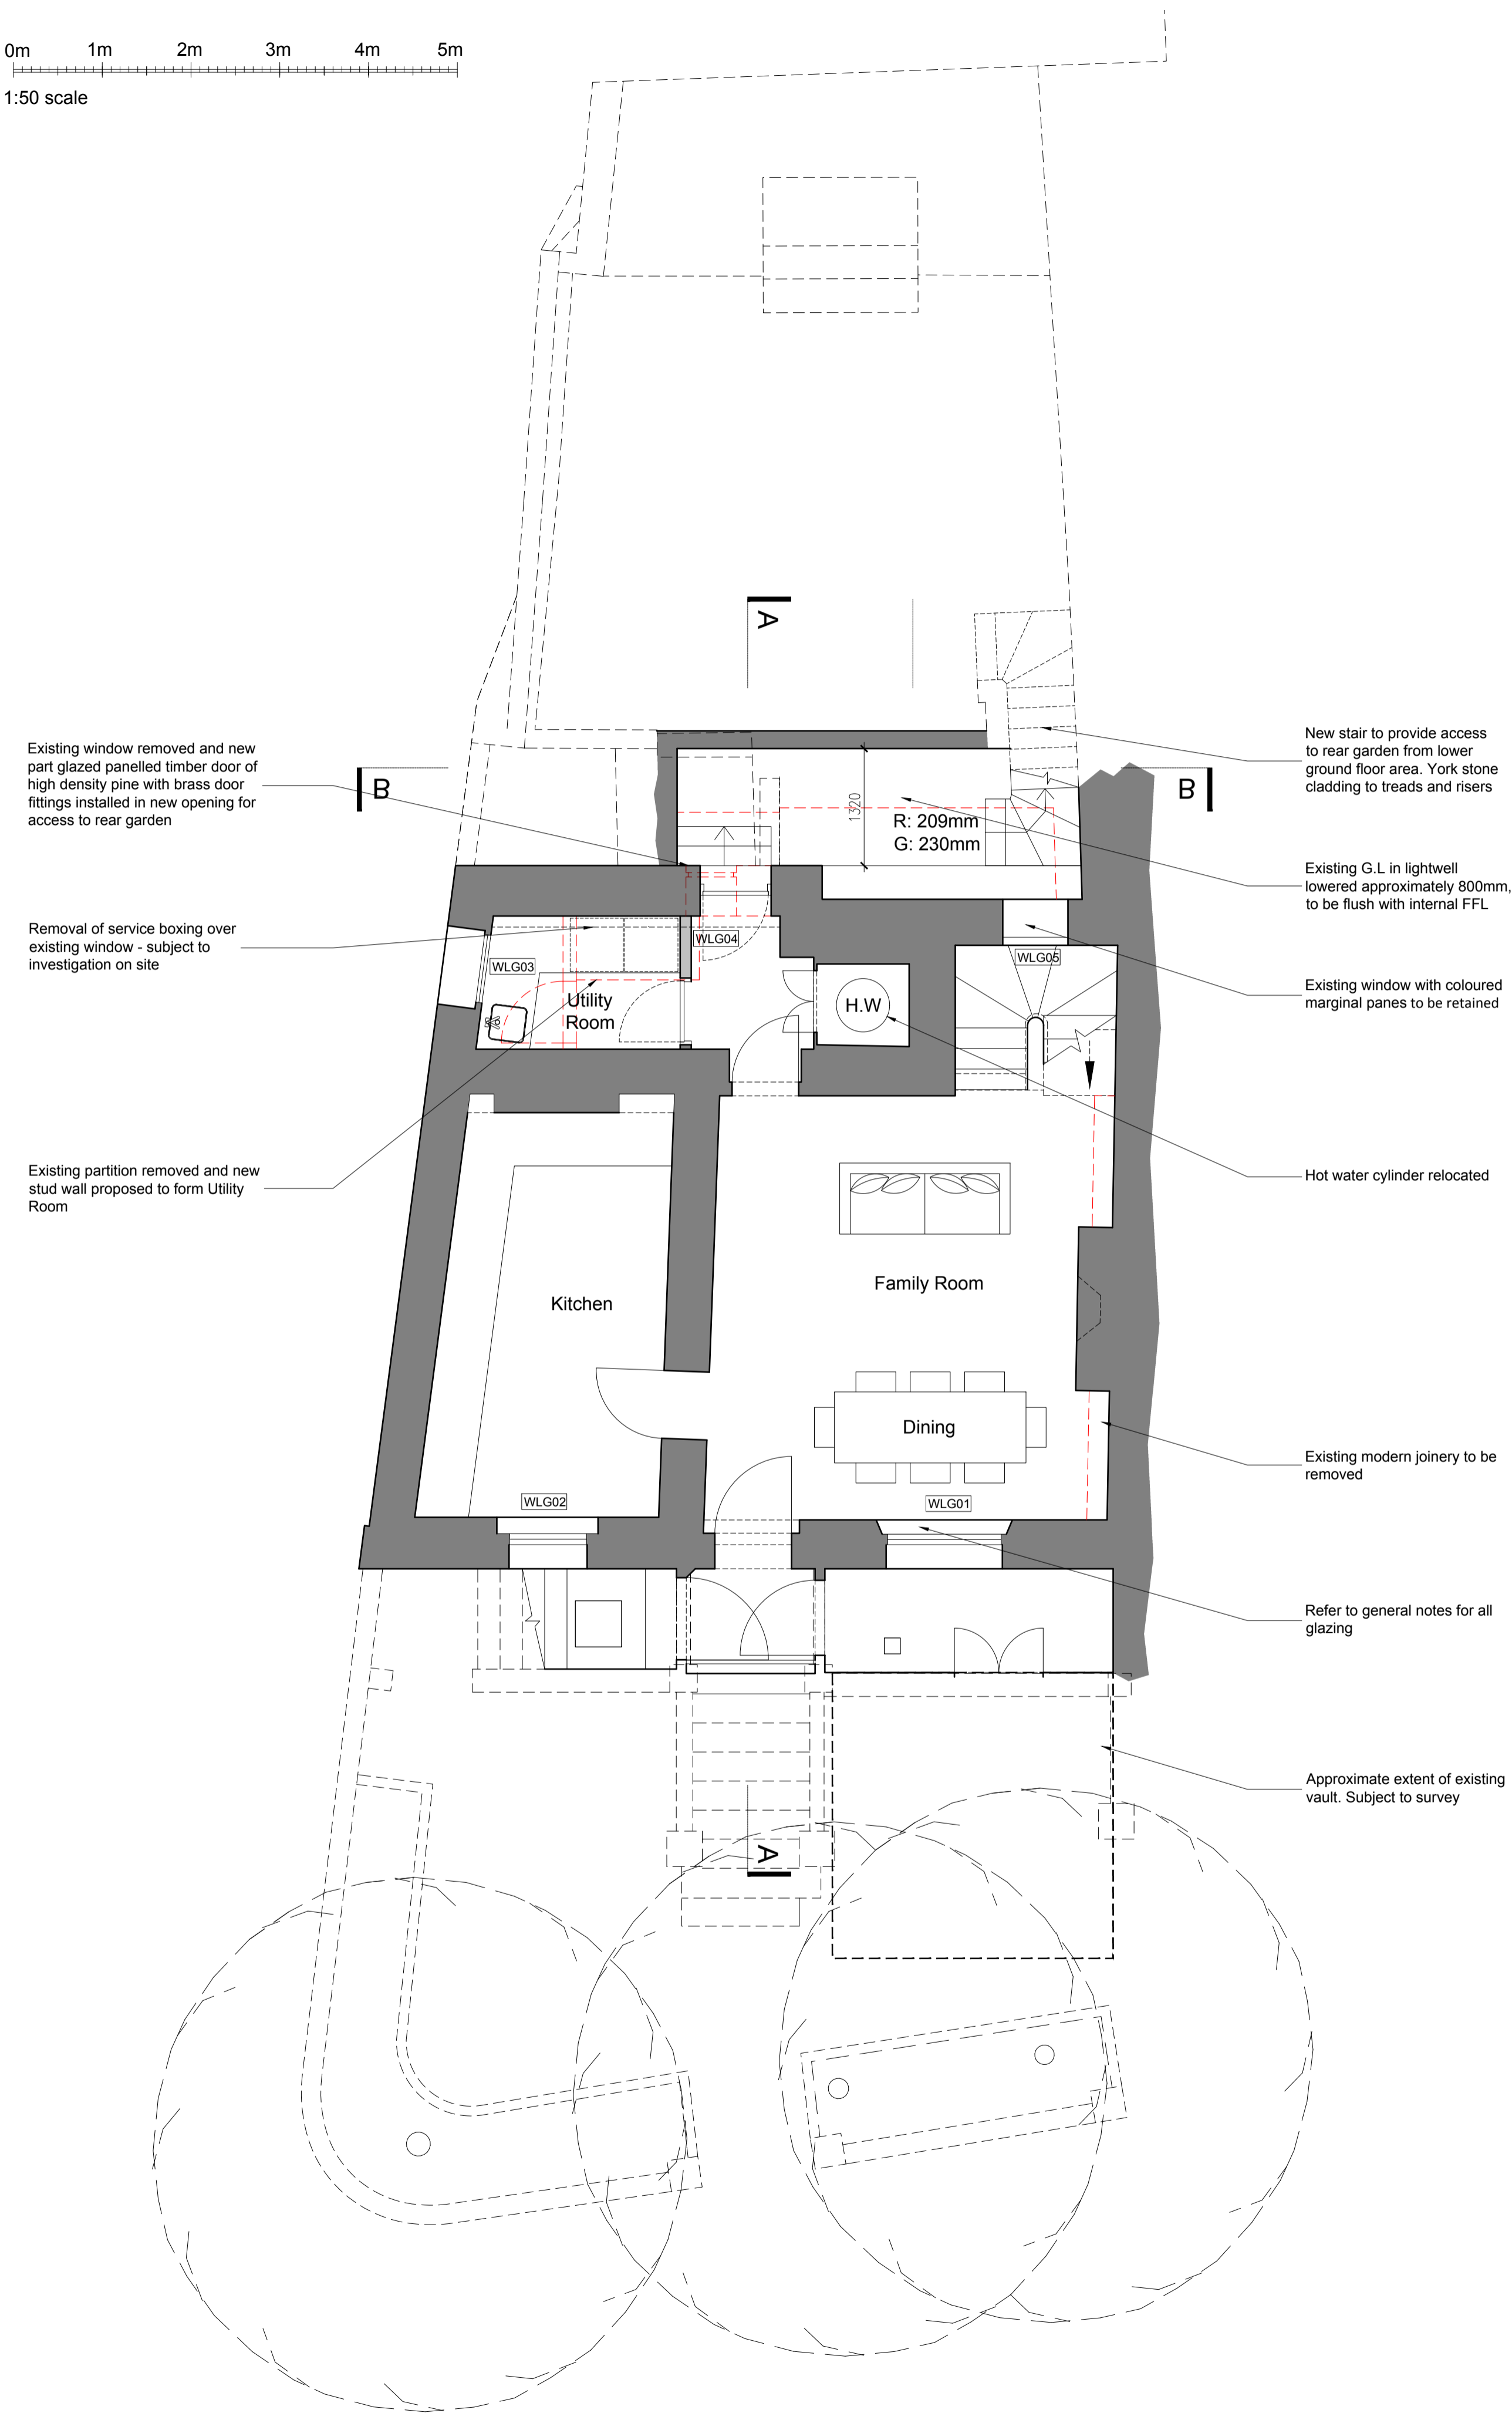 0m 1m 2m 3m 4m 5m
1:50 scale
A
Existing window removed and new
part glazed panelled timber door of
high density pine with brass door
fittings installed in new opening for
access to rear garden
B
B
New stair to provide access
to rear garden from lower
ground floor area. York stone
cladding to treads and risers
1320
R: 209mm
G: 230mm
Existing G.L in lightwell
lowered approximately 800mm,
to be flush with internal FFL
Removal of service boxing over
existing window - subject to
investigation on site
WLG04
WLG03
WLG05
Existing window with coloured
marginal panes to be retained
Utility
Room
H.W
Existing partition removed and new
stud wall proposed to form Utility
Room
Hot water cylinder relocated
Family Room
Kitchen
Dining
Existing modern joinery to be
removed
WLG02
WLG01
Refer to general notes for all
glazing
Approximate extent of existing
vault. Subject to survey
A